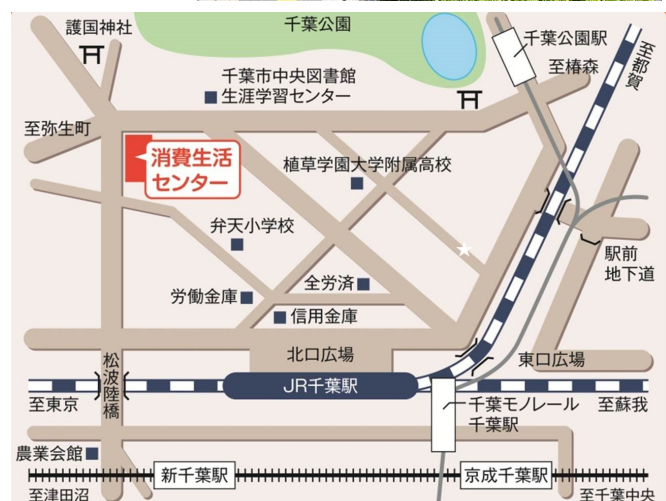 護国神社
千葉公園
千葉公園駅
至椿森
至都賀
千葉市中央図書館
生涯学習センター
至弥生町
消費生活
センター
植草学園大学附属高校
弁天小学校
駅前
地下道
全労済
労働金庫
信用金庫
北口広場
東口広場
松波陸橋
JR千葉駅
至東京
千葉モノレール
千葉駅
至蘇我
農業会館
新千葉駅
京成千葉駅
至津田沼
至千葉中央